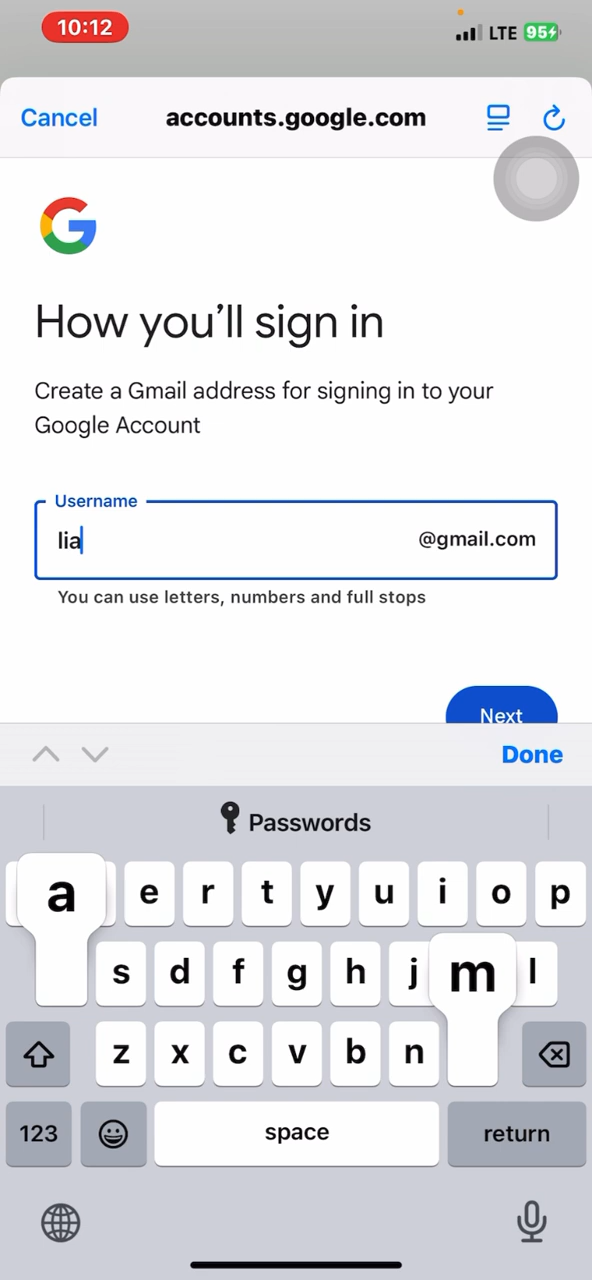 10:12
LTE 95
Cancel accounts.google.com
How you’ll sign in
Create a Gmail address for signing in to your
Google Account
Username
lia @gmail.com
You can use letters, numbers and full stops
Next
Done
Passwords
a e r t y u i o p
s d f g h j m l
z x c v b n
123 space return